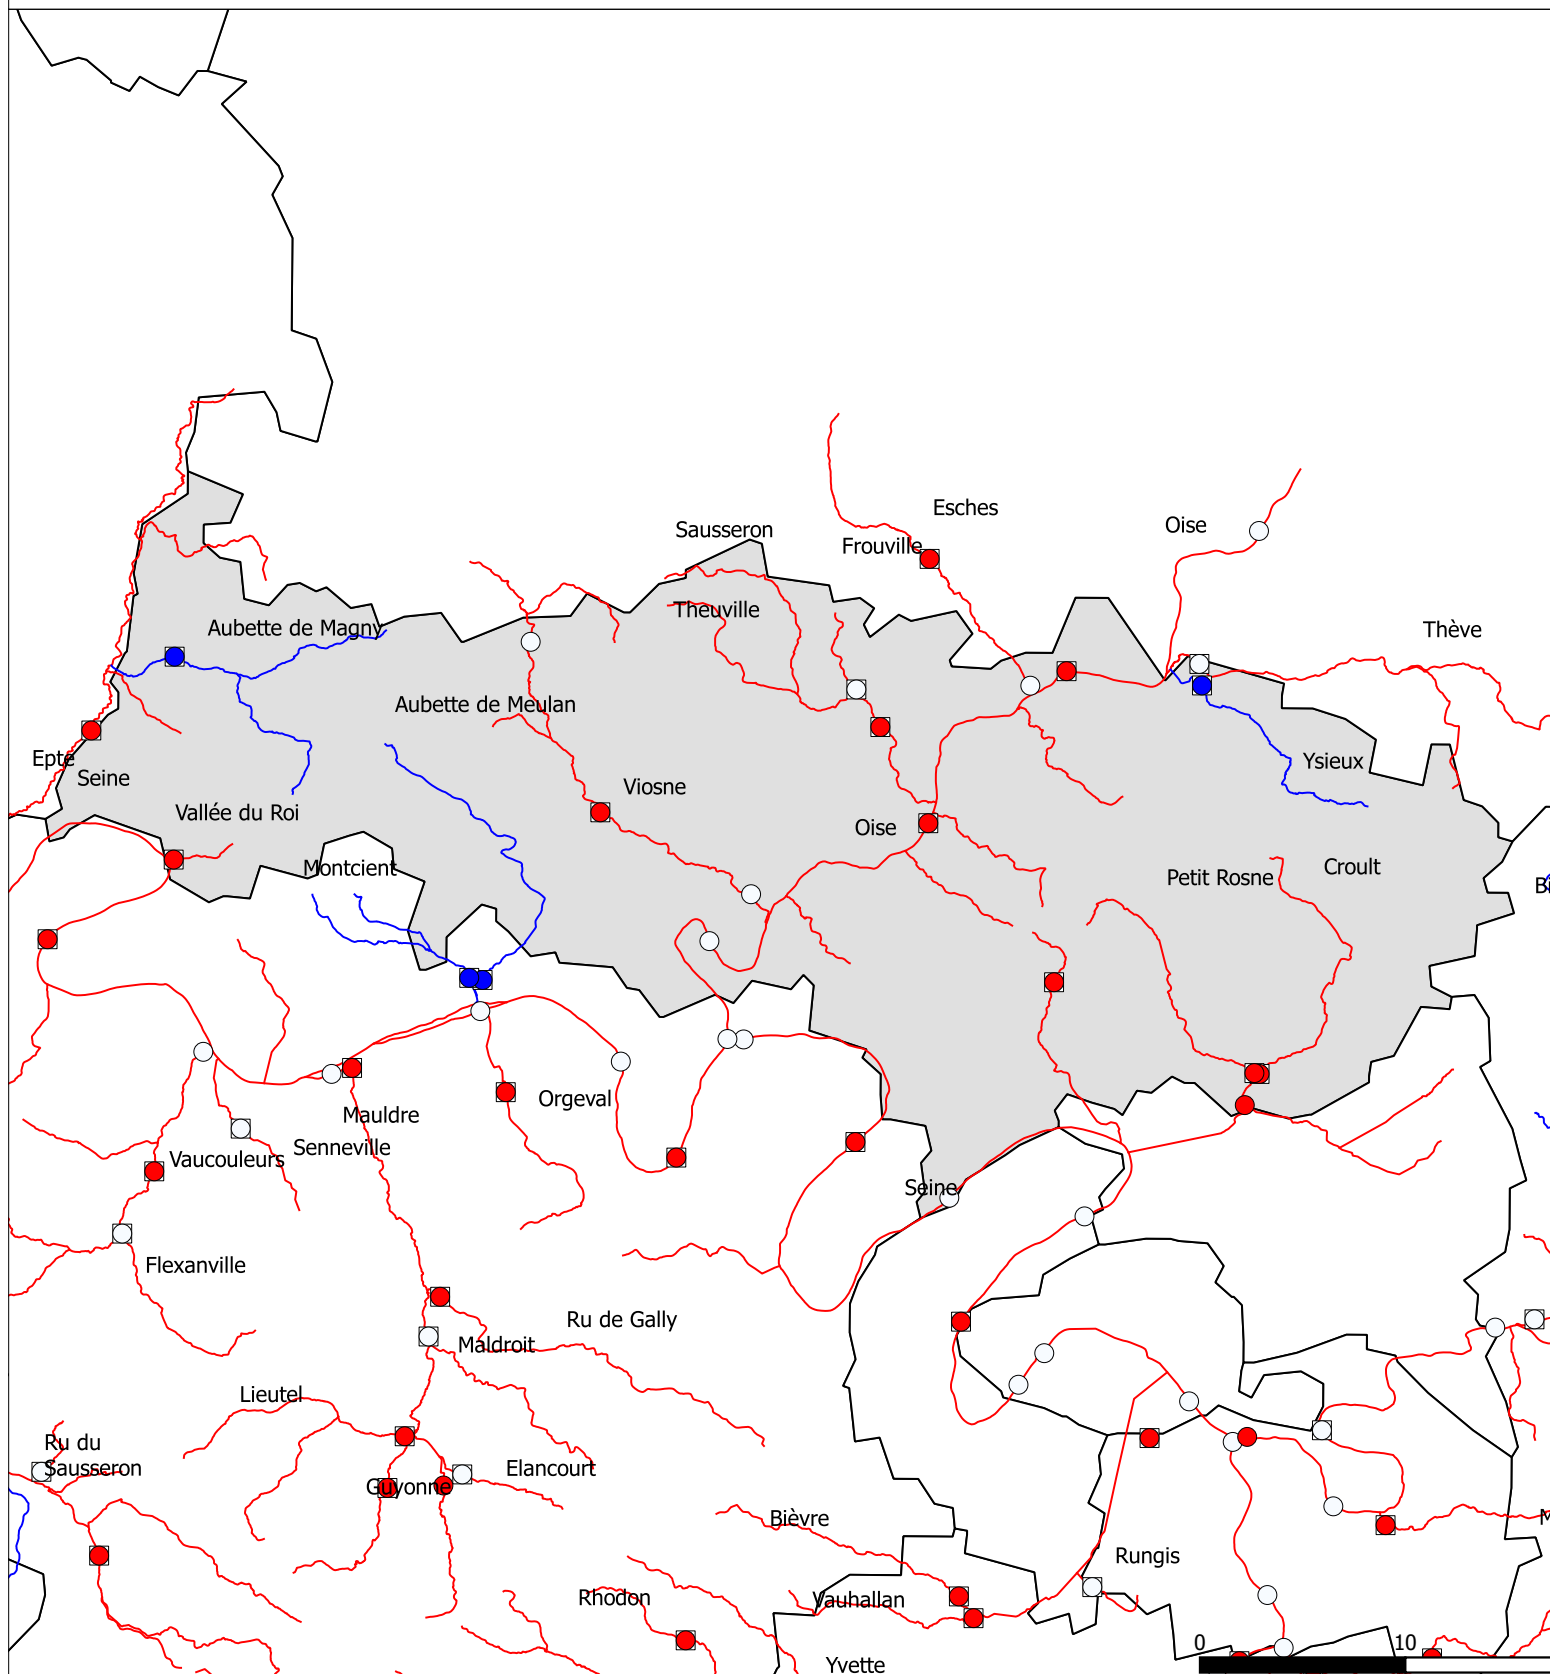 Esches
Oise
Sausseron
Frouville
Theuville
Aubette de Magny
Thève
Aubette de Meulan
Epte
Seine
Ysieux
Viosne
Vallée du Roi
Oise
Montcient
Petit Rosne
Croult
Orgeval
Mauldre
Senneville
Vaucouleurs
Seine
Flexanville
Ru de Gally
Maldroit
Lieutel
Ru du
Sausseron
Elancourt
Guyonne
Bièvre
Rungis
Rhodon
Vauhallan
0
10
Yvette